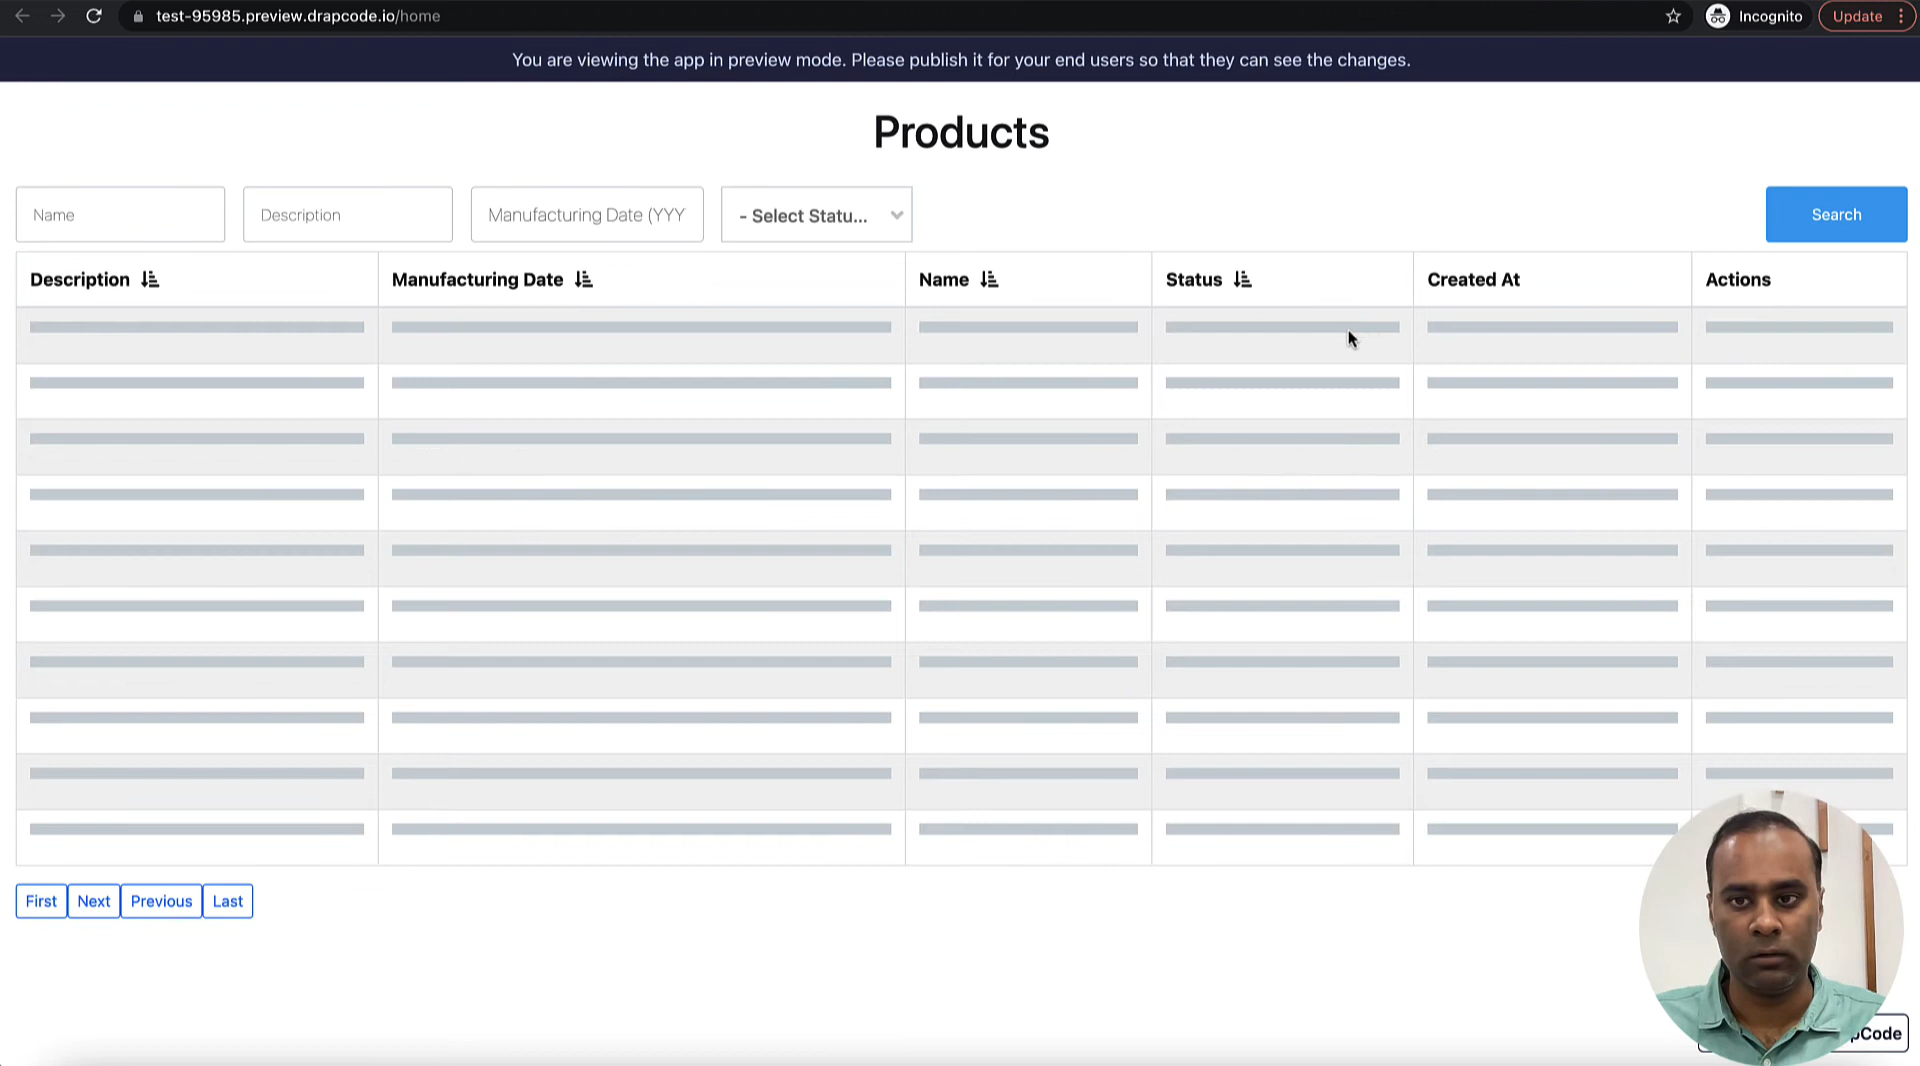 test-95985.preview.drapcode.io/home
Incognito
Update
You are viewing the app in preview mode. Please publish it for your end users so that they can see the changes.
Products
Name
Description
Manufacturing Date (YYY
- Select Statu...
Search
Description
Manufacturing Date
Name
Status
Created At
Actions
First
Next
Previous
Last
pCode